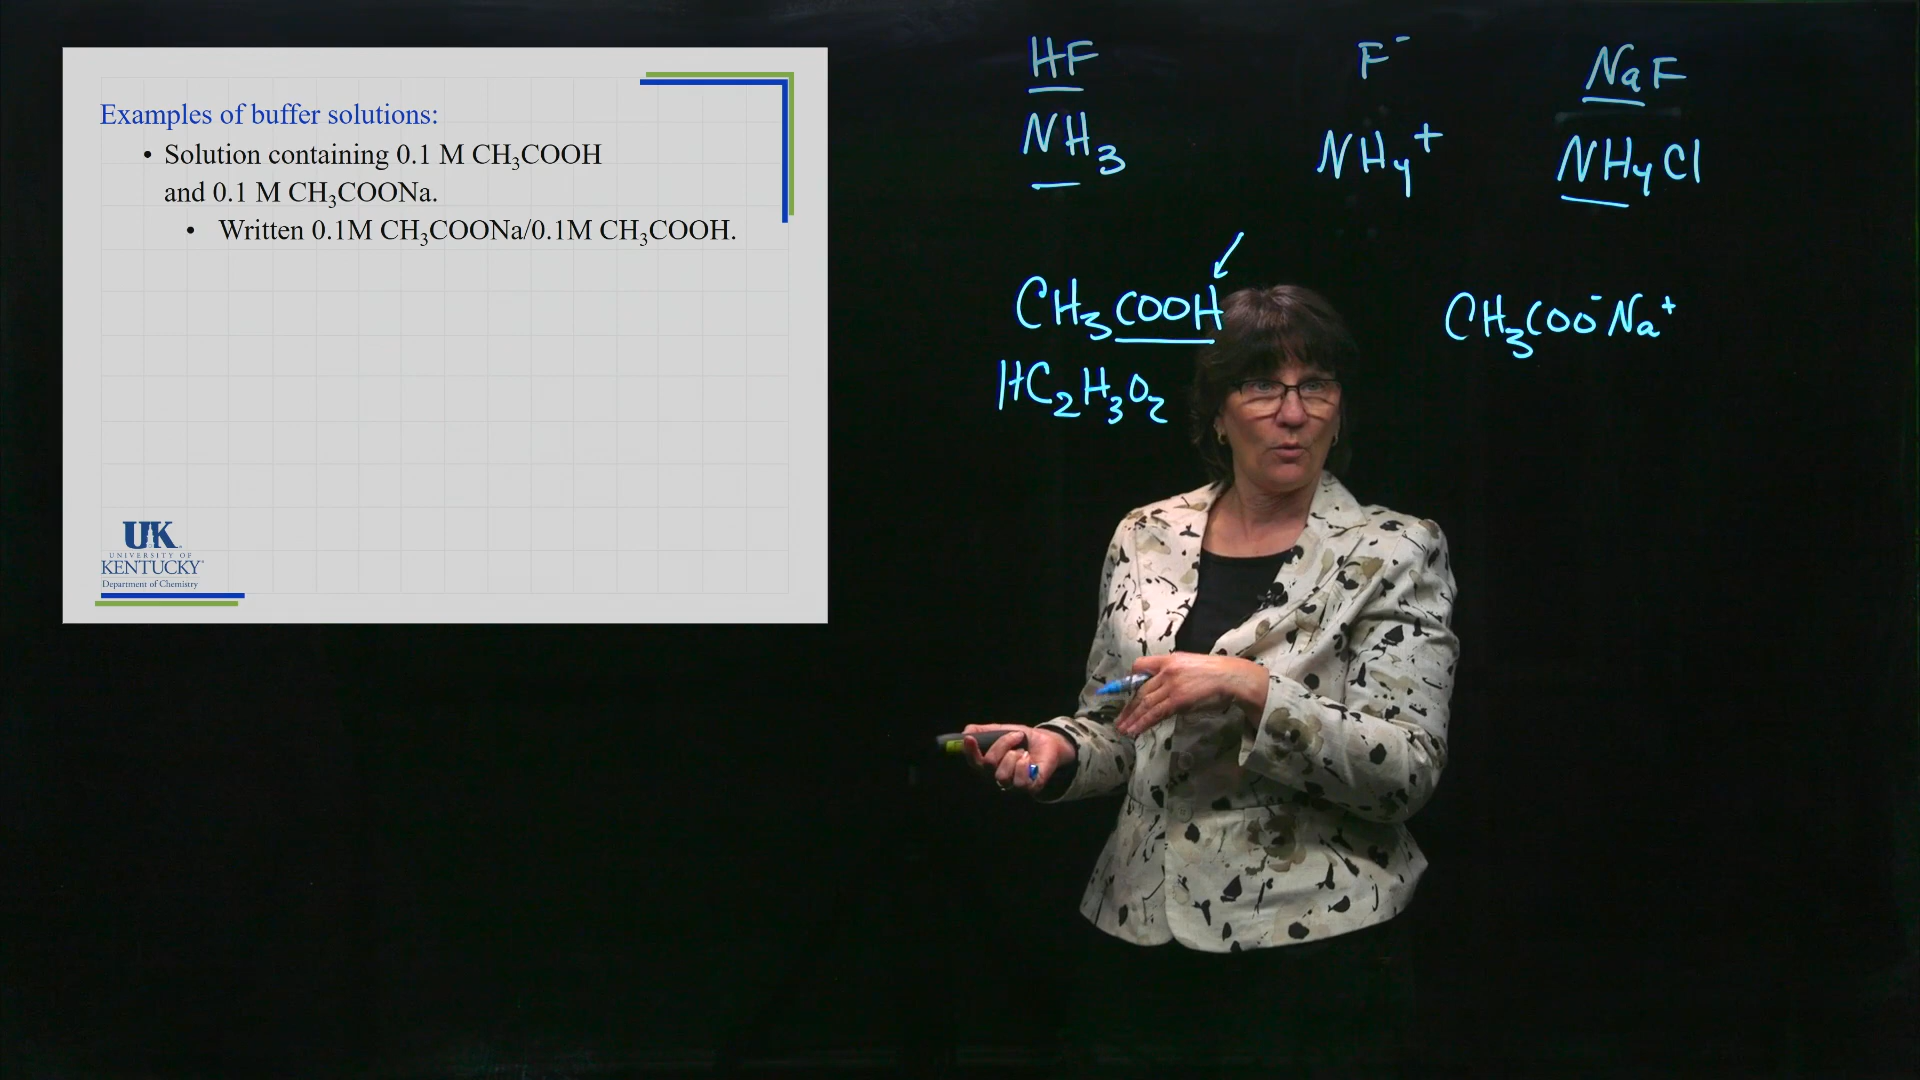 Examples of buffer solutions:
• Solution containing 0.1 M CH₃COOH
and 0.1 M CH₃COONa.
• Written 0.1M CH₃COONa/0.1M CH₃COOH.
UK
UNIVERSITY OF
KENTUCKY
Department of Chemistry
HF F⁻ NaF
NH₃ NH₄⁺ NH₄Cl
CH₃COOH CH₃COO⁻Na⁺
HC₂H₃O₂